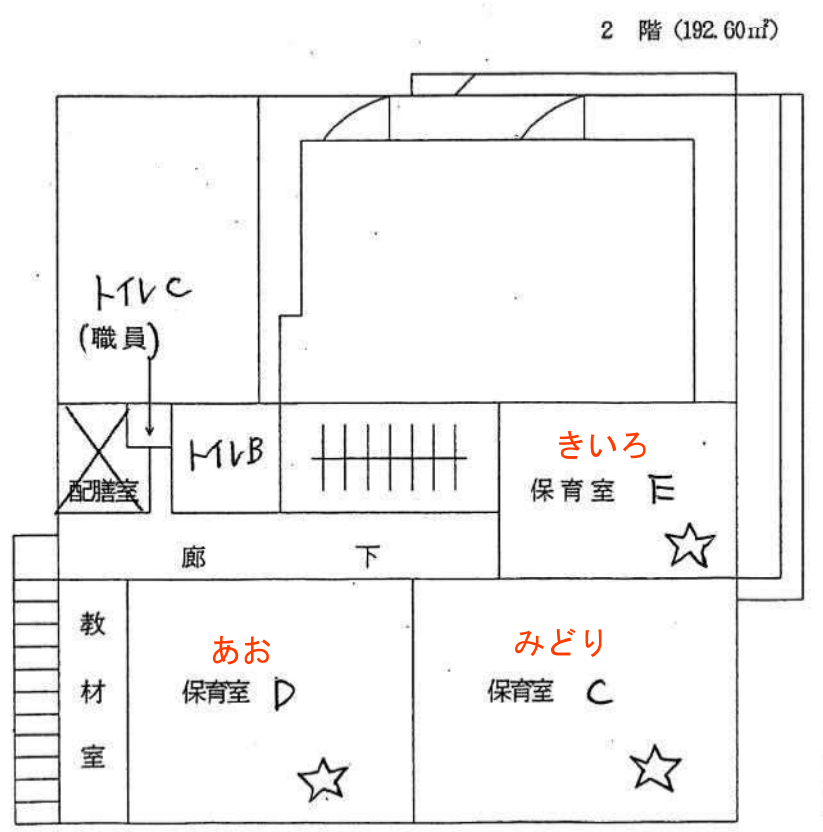 2 階 (192.60㎡)
トイレC
(職員)
きいろ
トイレB
配膳室
保育室 E
廊 下
教材室
あお
みどり
保育室 D
保育室 C